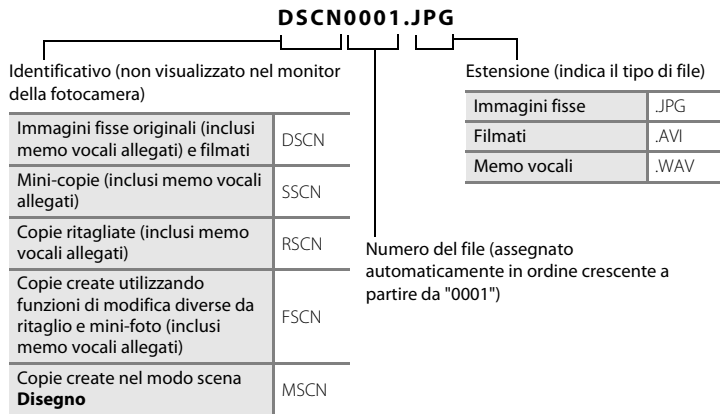 DSCN0001.JPG
Identificativo (non visualizzato nel monitor
della fotocamera)
Immagini fisse originali (inclusi
memo vocali allegati) e filmati
DSCN
Mini-copie (inclusi memo vocali
allegati)
SSCN
Copie ritagliate (inclusi memo
vocali allegati)
RSCN
Copie create utilizzando
funzioni di modifica diverse da
ritaglio e mini-foto (inclusi
memo vocali allegati)
FSCN
Copie create nel modo scena
Disegno
MSCN
Estensione (indica il tipo di file)
Immagini fisse .JPG
Filmati .AVI
Memo vocali .WAV
Numero del file (assegnato
automaticamente in ordine crescente a
partire da "0001")